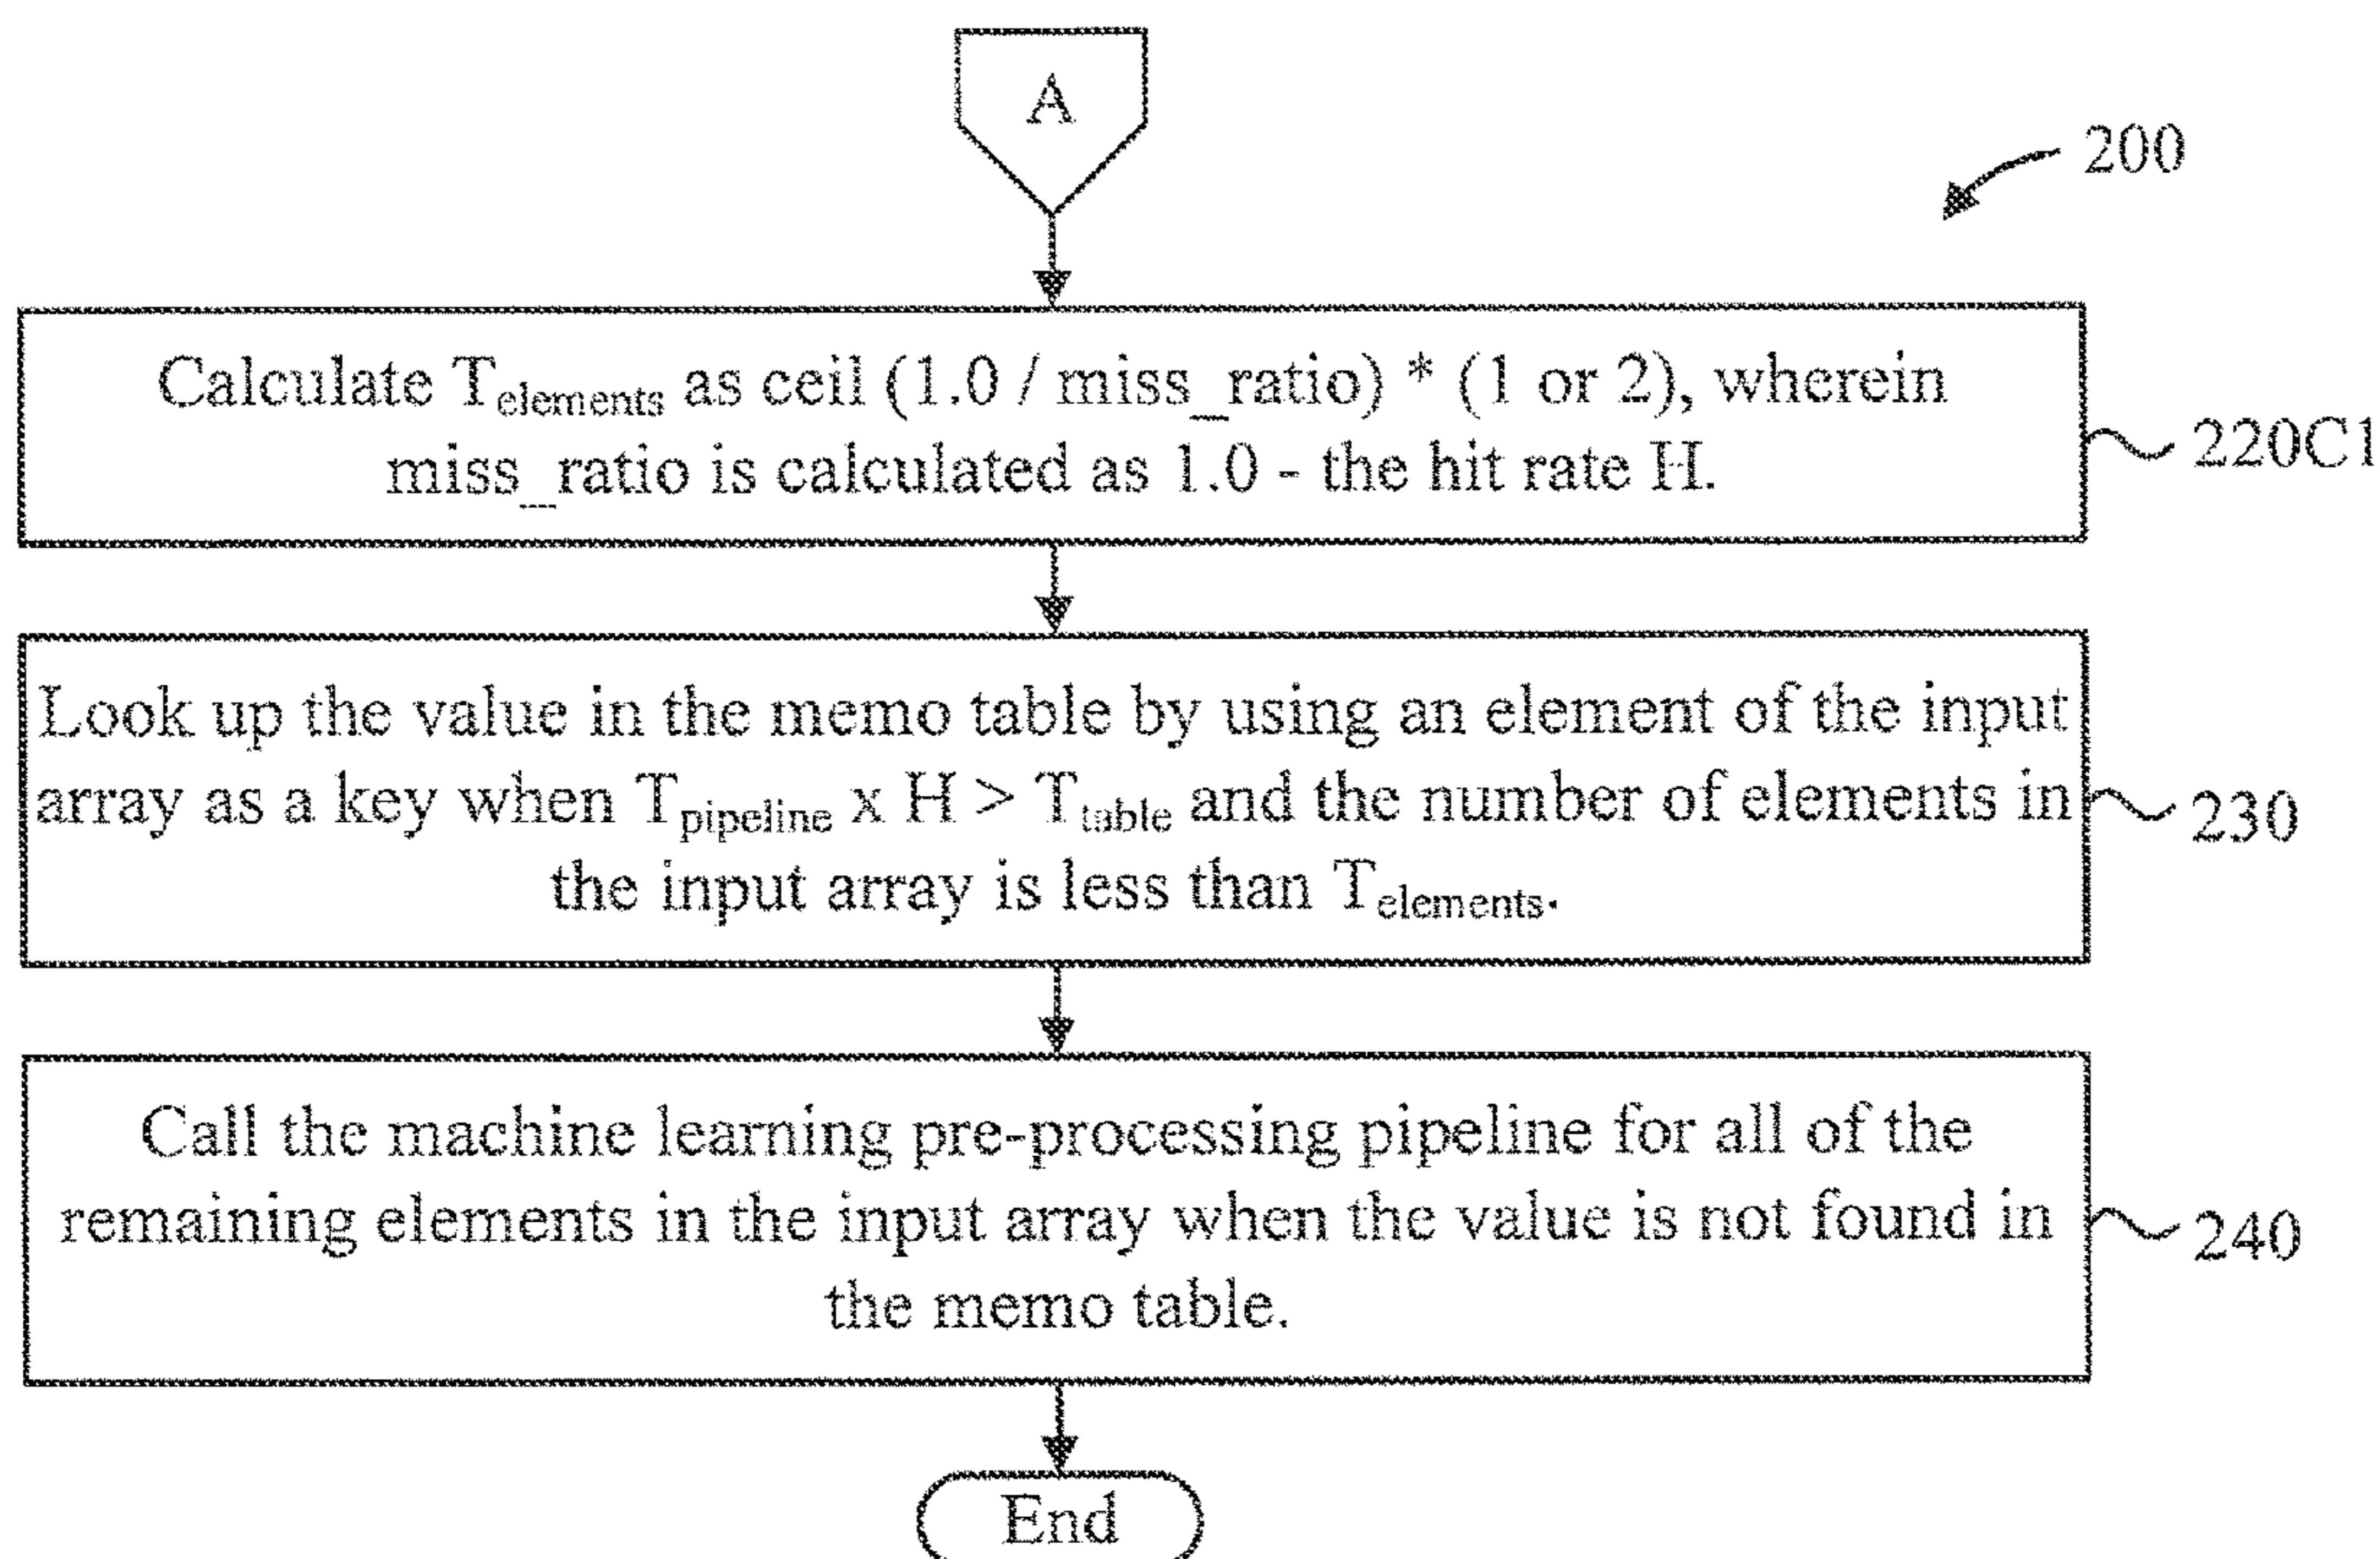 A
200
Calculate Telements as ceil (1.0 / miss_ratio) * (1 or 2), wherein
miss_ratio is calculated as 1.0 - the hit rate H.
220C1
Look up the value in the memo table by using an element of the input
array as a key when Tpipeline x H > Ttable and the number of elements in
the input array is less than Telements.
230
Call the machine learning pre-processing pipeline for all of the
remaining elements in the input array when the value is not found in
the memo table.
240
End